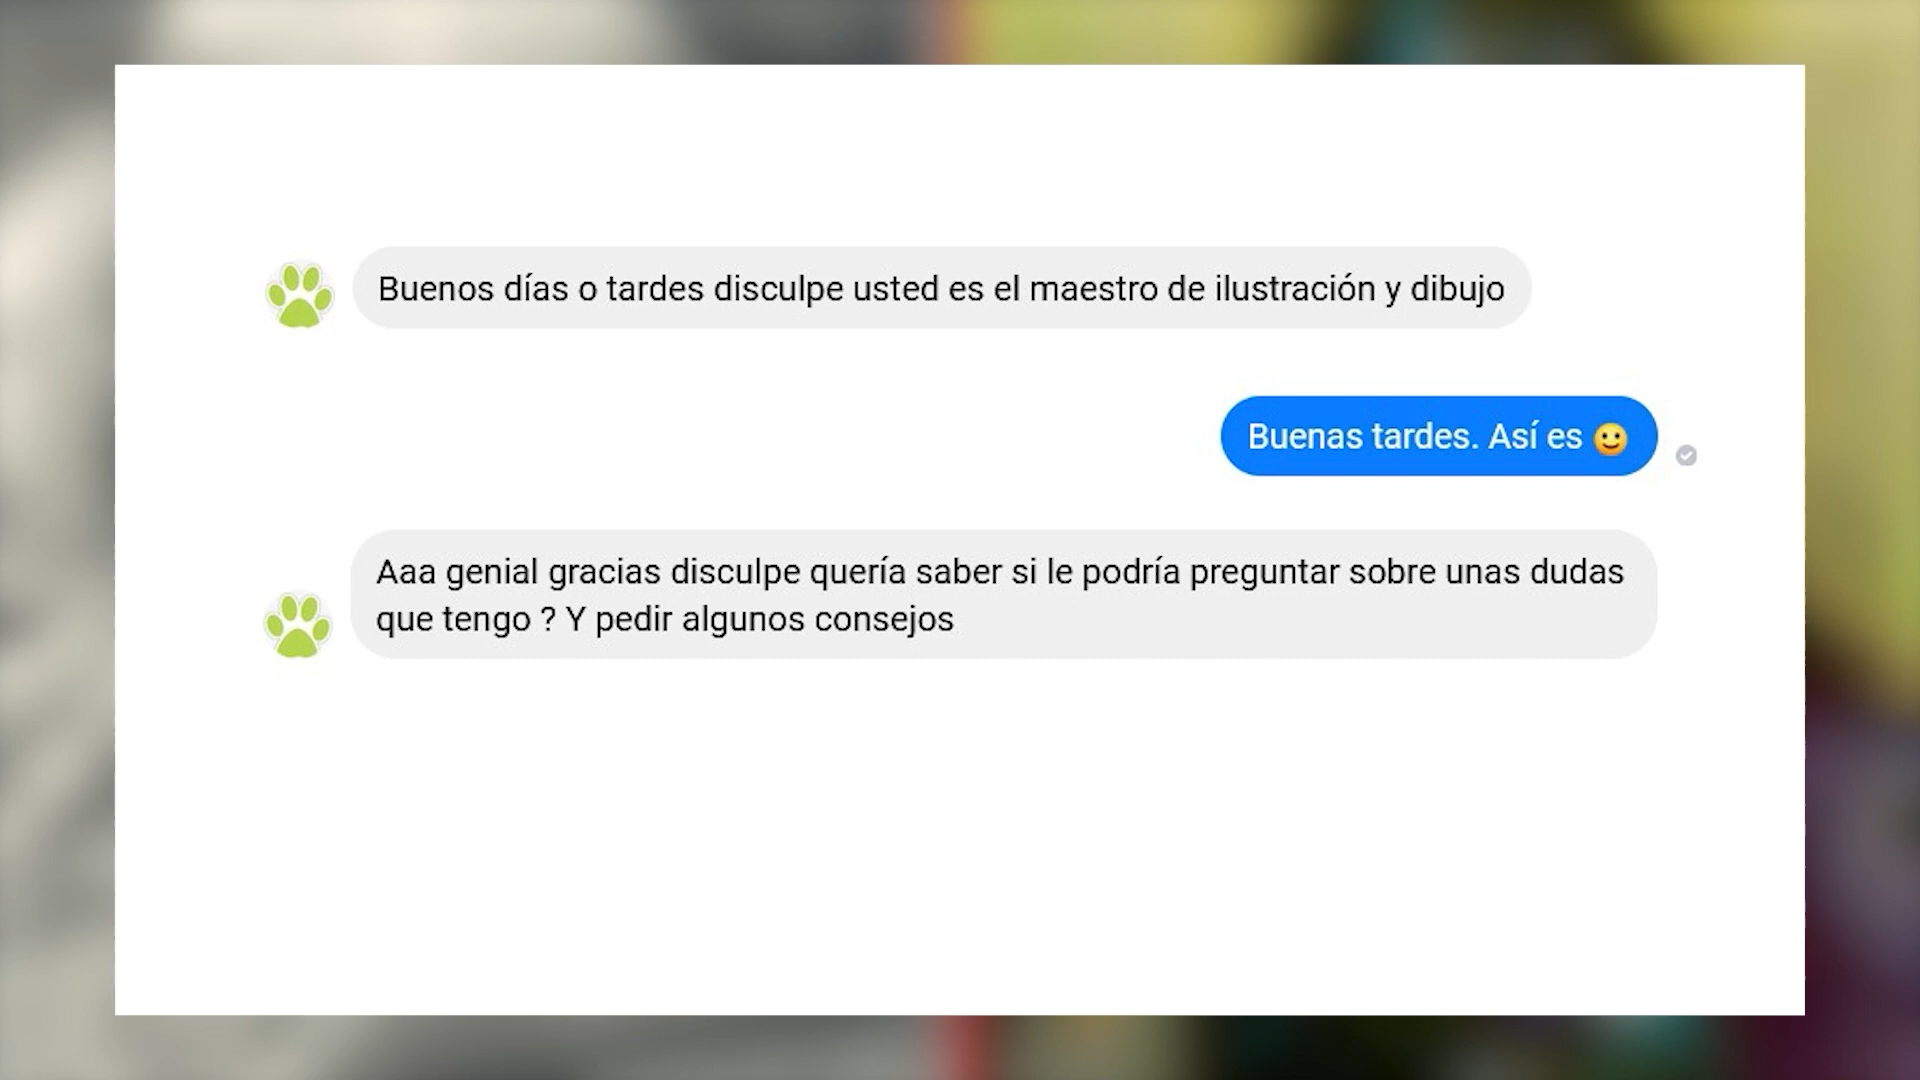 Buenos días o tardes disculpe usted es el maestro de ilustración y dibujo
Buenas tardes. Así es 🙂
Aaa genial gracias disculpe quería saber si le podría preguntar sobre unas dudas
que tengo ? Y pedir algunos consejos